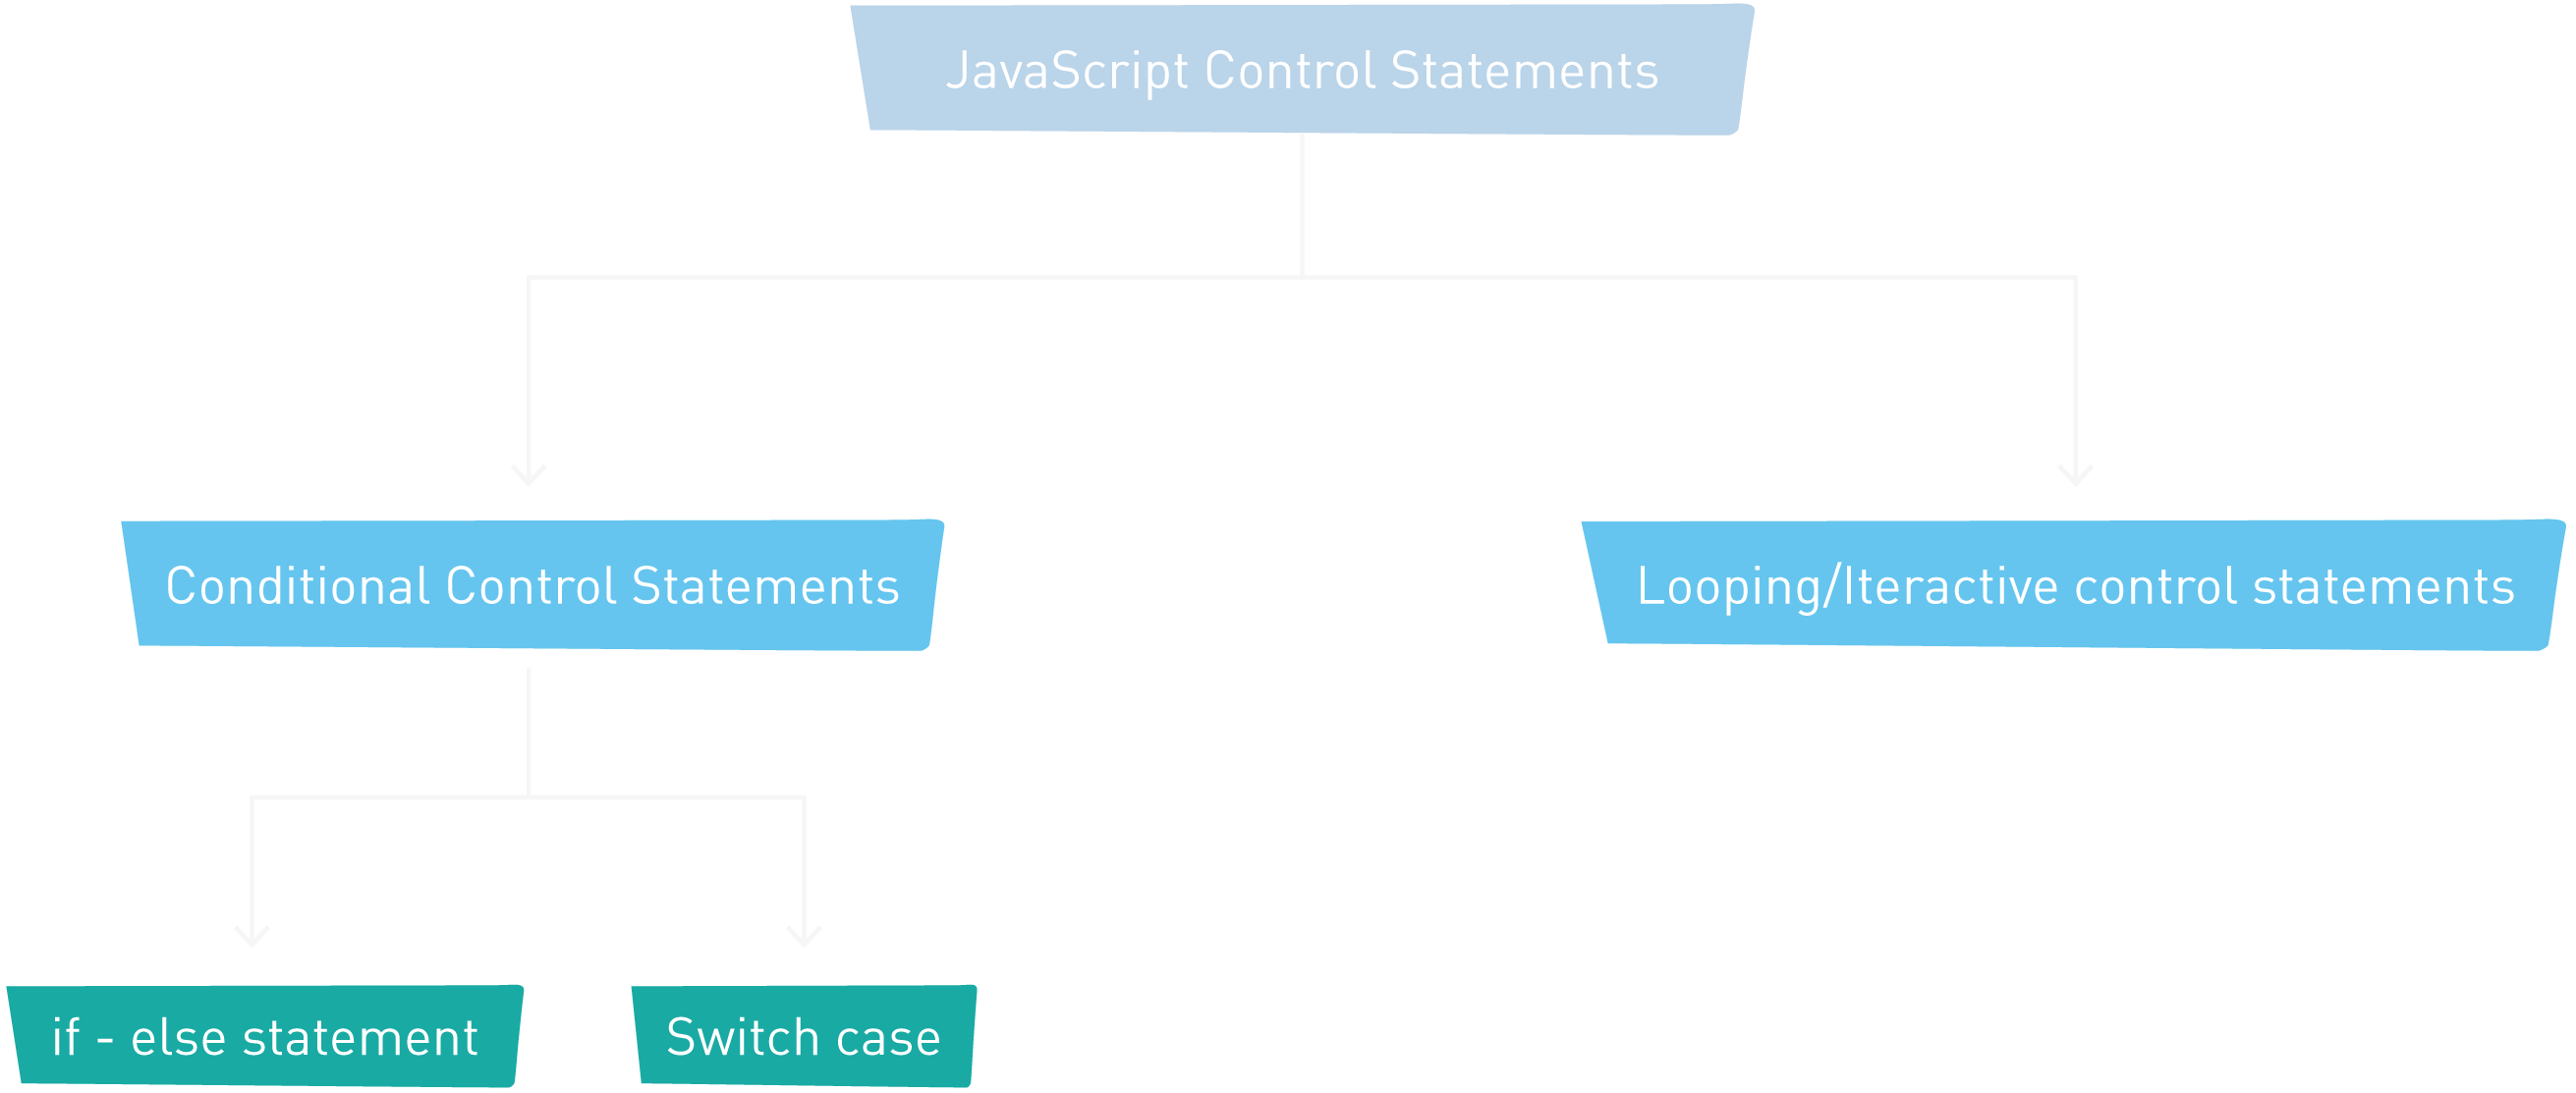 JavaScript Control Statements
Conditional Control Statements
Looping/Iteractive control statements
if - else statement
Switch case